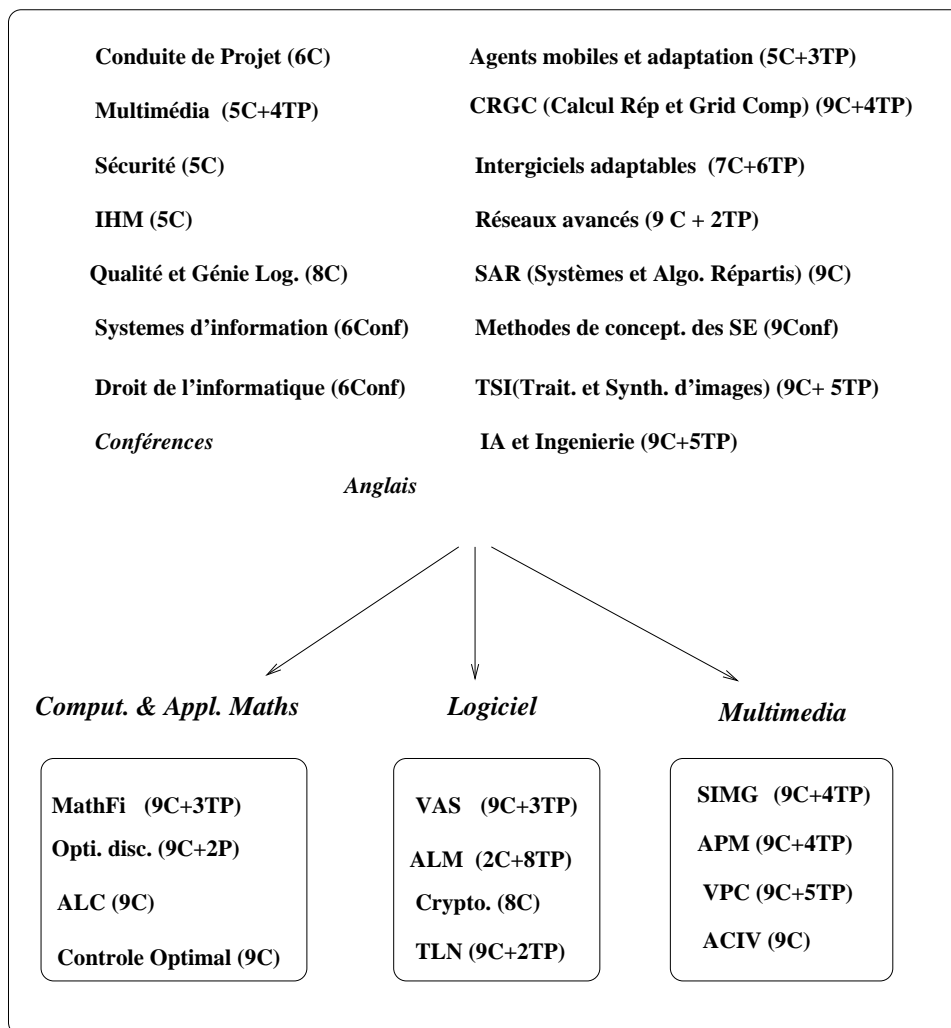 Conduite de Projet (6C)
Multimédia (5C+4TP)
Sécurité (5C)
IHM (5C)
Qualité et Génie Log. (8C)
Systemes d'information (6Conf)
Droit de l'informatique (6Conf)
Conférences
Agents mobiles et adaptation (5C+3TP)
CRGC (Calcul Rép et Grid Comp) (9C+4TP)
Intergiciels adaptables (7C+6TP)
Réseaux avancés (9 C + 2TP)
SAR (Systèmes et Algo. Répartis) (9C)
Methodes de concept. des SE (9Conf)
TSI(Trait. et Synth. d'images) (9C+ 5TP)
IA et Ingenierie (9C+5TP)
Anglais
Comput. & Appl. Maths
MathFi (9C+3TP)
Opti. disc. (9C+2P)
ALC (9C)
Controle Optimal (9C)
Logiciel
VAS (9C+3TP)
ALM (2C+8TP)
Crypto. (8C)
TLN (9C+2TP)
Multimedia
SIMG (9C+4TP)
APM (9C+4TP)
VPC (9C+5TP)
ACIV (9C)